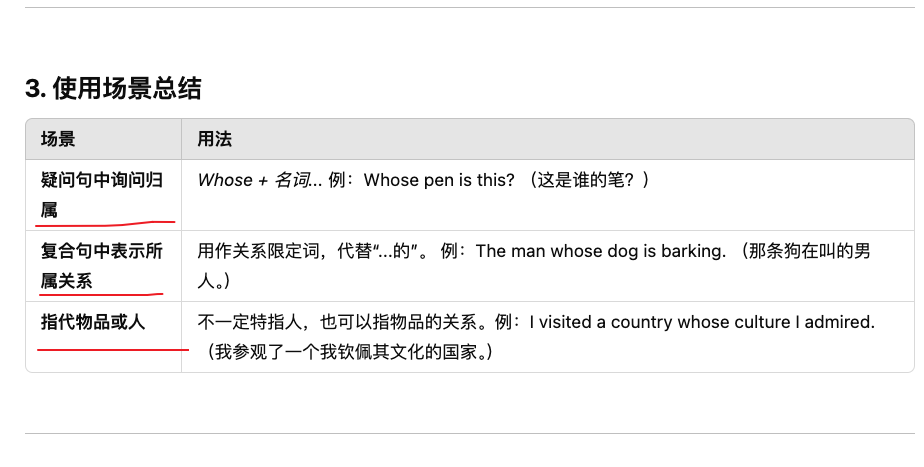 3. 使用场景总结
场景 用法
疑问句中询问归 Whose + 名词... 例：Whose pen is this? （这是谁的笔？）
属
复合句中表示所 用作关系限定词，代替“...的”。 例：The man whose dog is barking. （那条狗在叫的男
属关系 人。）
指代物品或人 不一定特指人，也可以指物品的关系。例：I visited a country whose culture I admired.
（我参观了一个我钦佩其文化的国家。）